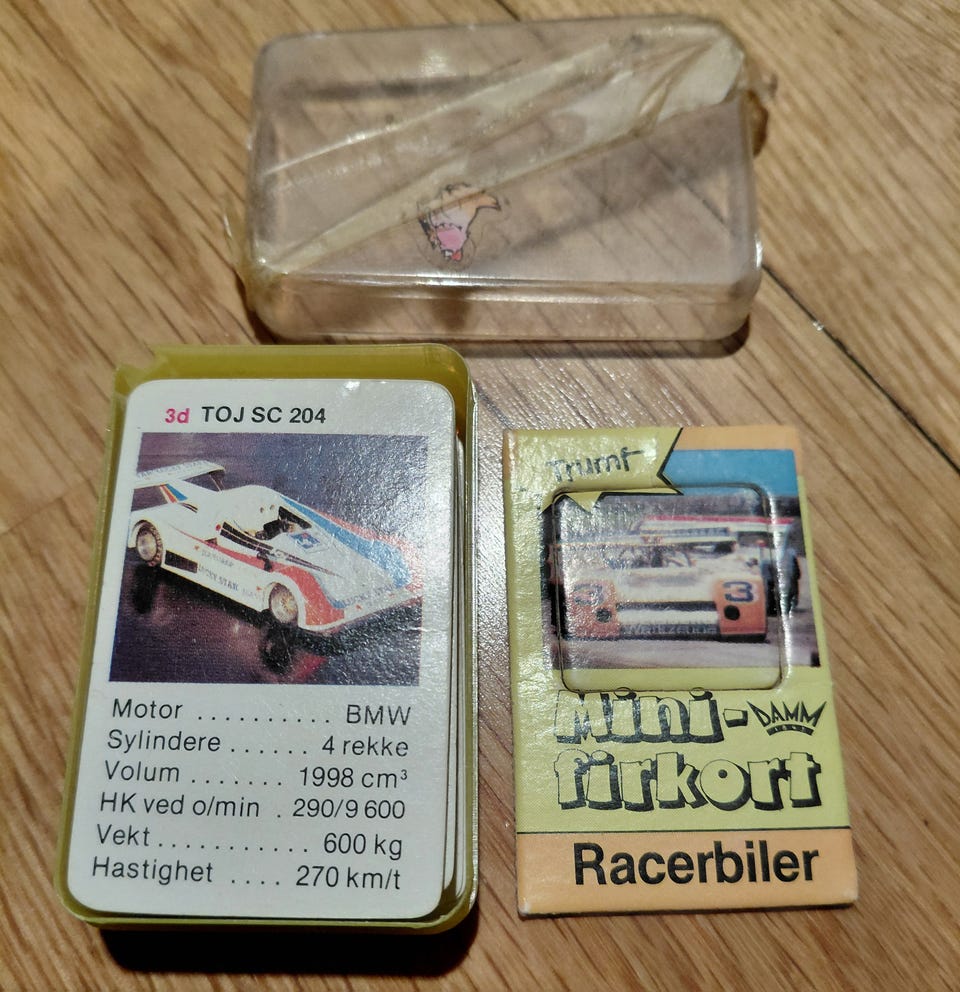 3d TOJ SC 204
Motor .......... BMW
Sylindere ...... 4 rekke
Volum ....... 1998 cm³
HK ved o/min . 290/9 600
Vekt........... 600 kg
Hastighet .... 270 km/t
Trumf
3 3
Mini-
DAMM
firkort
Racerbiler